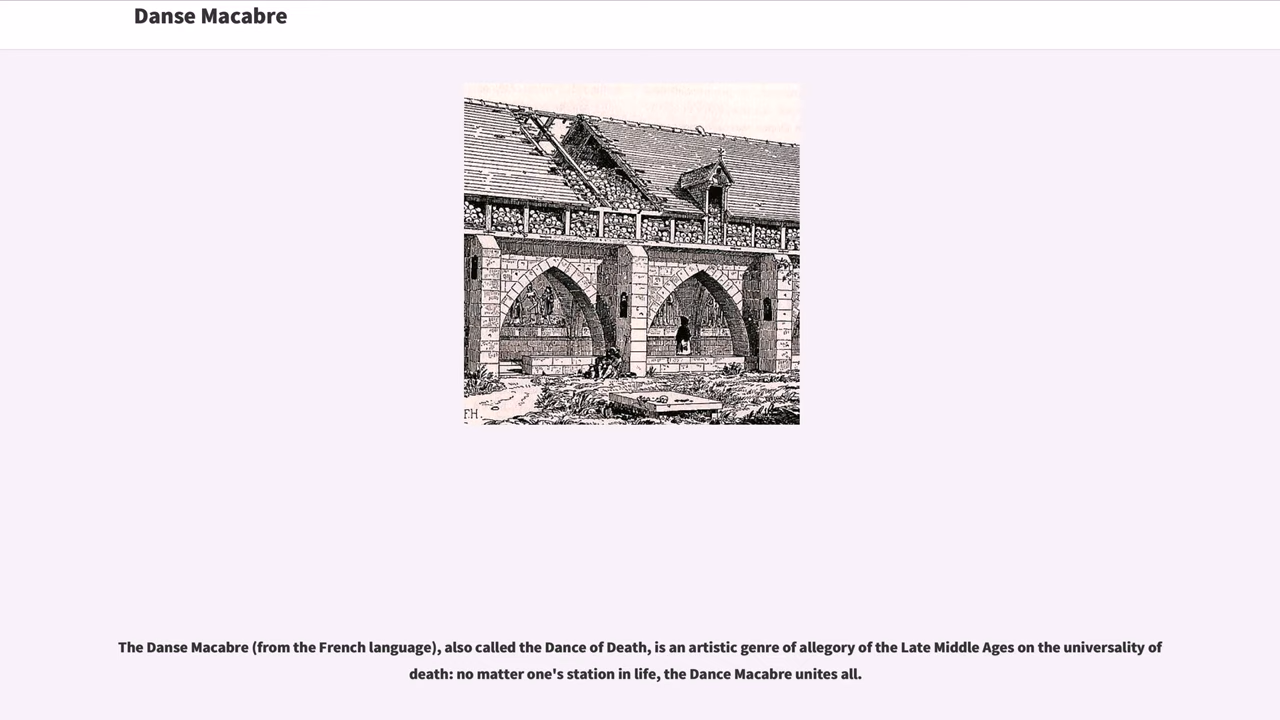 Danse Macabre
F.H.
The Danse Macabre (from the French language), also called the Dance of Death, is an artistic genre of allegory of the Late Middle Ages on the universality of
death: no matter one's station in life, the Dance Macabre unites all.